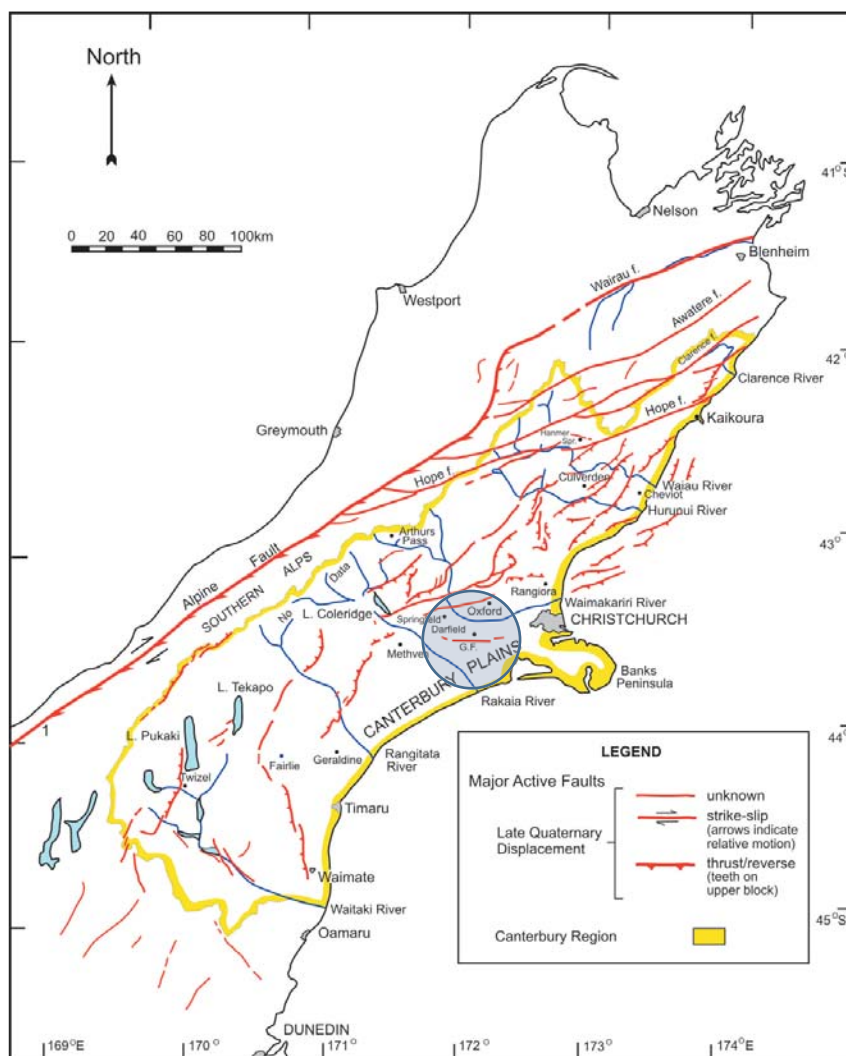 North
0 20 40 60 80 100km
Nelson
41°S
Blenheim
Wairau f.
Westport
Awatere f.
42°
Clarence f.
Clarence River
Hope f.
Kaikoura
Greymouth
Hanmer
Spr.
Hope f.
Culverden
Waiau River
Cheviot
Hurunui River
Arthurs
Pass
43°S
Alpine Fault
SOUTHERN ALPS
No Data
Rangiora
L. Coleridge
Oxford
Waimakariri River
Springfield
CHRISTCHURCH
Darfield
G.F.
Methven
CANTERBURY PLAINS
Banks
Peninsula
Rakaia River
L. Tekapo
L. Pukaki
44°
1
Rangitata
River
Geraldine
Fairlie
Twizel
Timaru
Waimate
Waitaki River
45°S
Oamaru
DUNEDIN
LEGEND
Major Active Faults
Late Quaternary
Displacement
unknown
strike-slip
(arrows indicate
relative motion)
thrust/reverse
(teeth on
upper block)
Canterbury Region
169°E
170°
171°
172°
173°
174°E